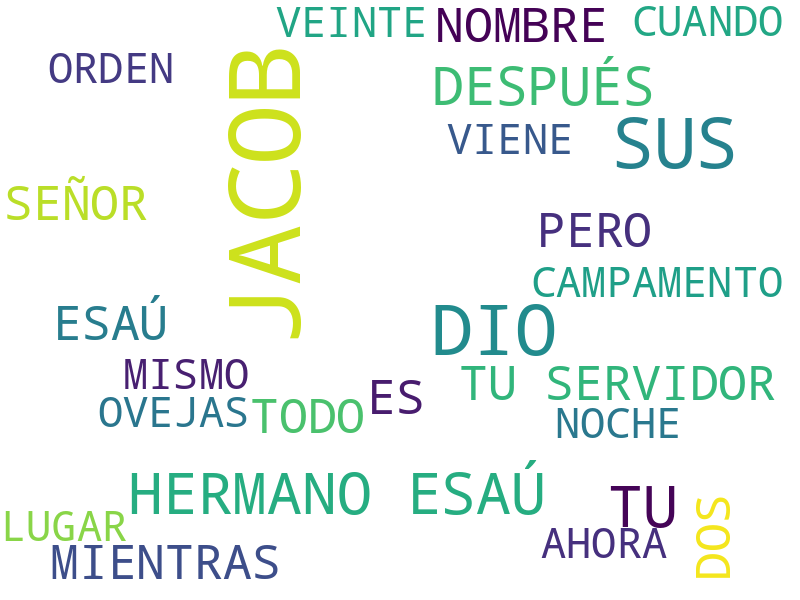 VEINTE NOMBRE CUANDO
ORDEN
JACOB
DESPUÉS
VIENE
SUS
SEÑOR
PERO
CAMPAMENTO
ESAÚ
DIO
MISMO
TU SERVIDOR
ES
OVEJAS
TODO
NOCHE
HERMANO ESAÚ
TU
LUGAR
AHORA
DOS
MIENTRAS